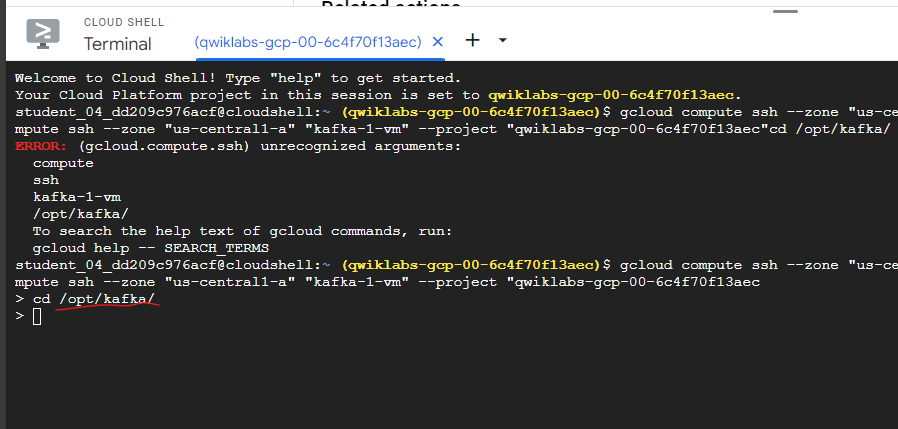 Related actions
CLOUD SHELL
Terminal
(qwiklabs-gcp-00-6c4f70f13aec)
Welcome to Cloud Shell! Type "help" to get started.
Your Cloud Platform project in this session is set to qwiklabs-gcp-00-6c4f70f13aec.
student_04_dd209c976acf@cloudshell:~ (qwiklabs-gcp-00-6c4f70f13aec)$ gcloud compute ssh --zone "us-ce
mpute ssh --zone "us-central1-a" "kafka-1-vm" --project "qwiklabs-gcp-00-6c4f70f13aec"cd /opt/kafka/
ERROR: (gcloud.compute.ssh) unrecognized arguments:
compute
ssh
kafka-1-vm
/opt/kafka/
To search the help text of gcloud commands, run:
gcloud help -- SEARCH_TERMS
student_04_dd209c976acf@cloudshell:~ (qwiklabs-gcp-00-6c4f70f13aec)$ gcloud compute ssh --zone "us-ce
mpute ssh --zone "us-central1-a" "kafka-1-vm" --project "qwiklabs-gcp-00-6c4f70f13aec
> cd /opt/kafka/
>